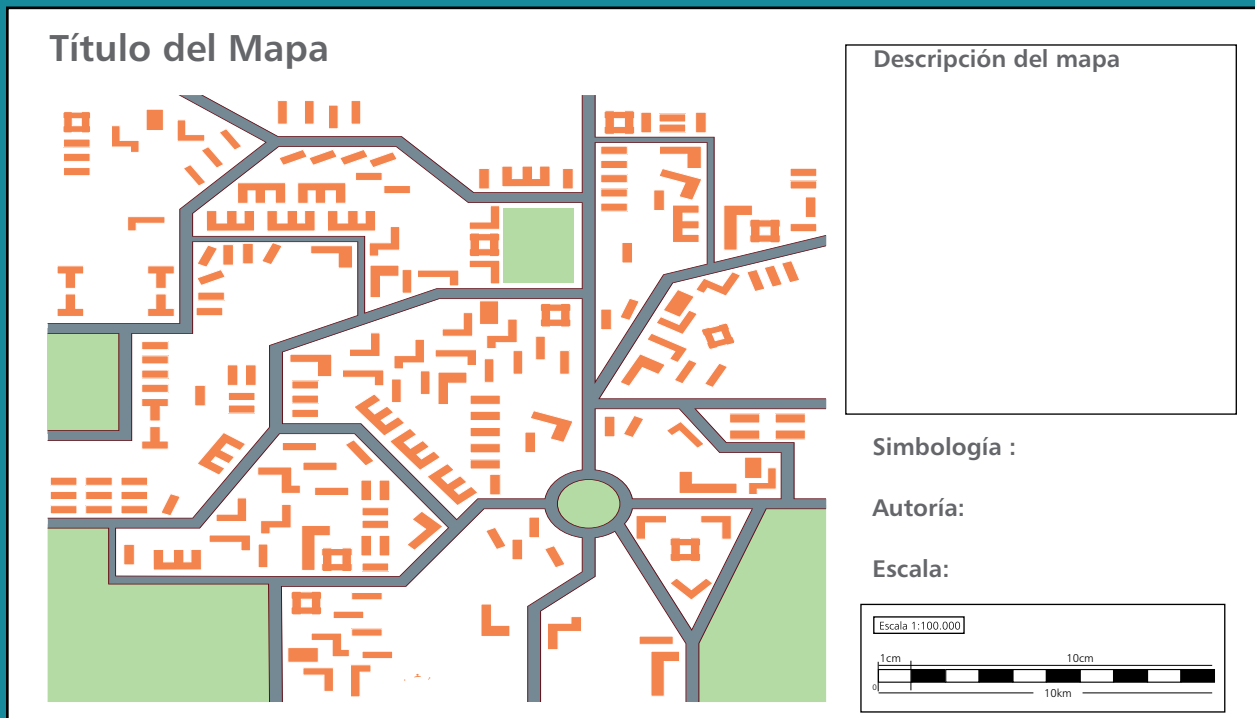 Título del Mapa
Descripción del mapa
Simbología :
Autoría:
Escala:
Escala 1:100.000
1cm 10cm
0
10km